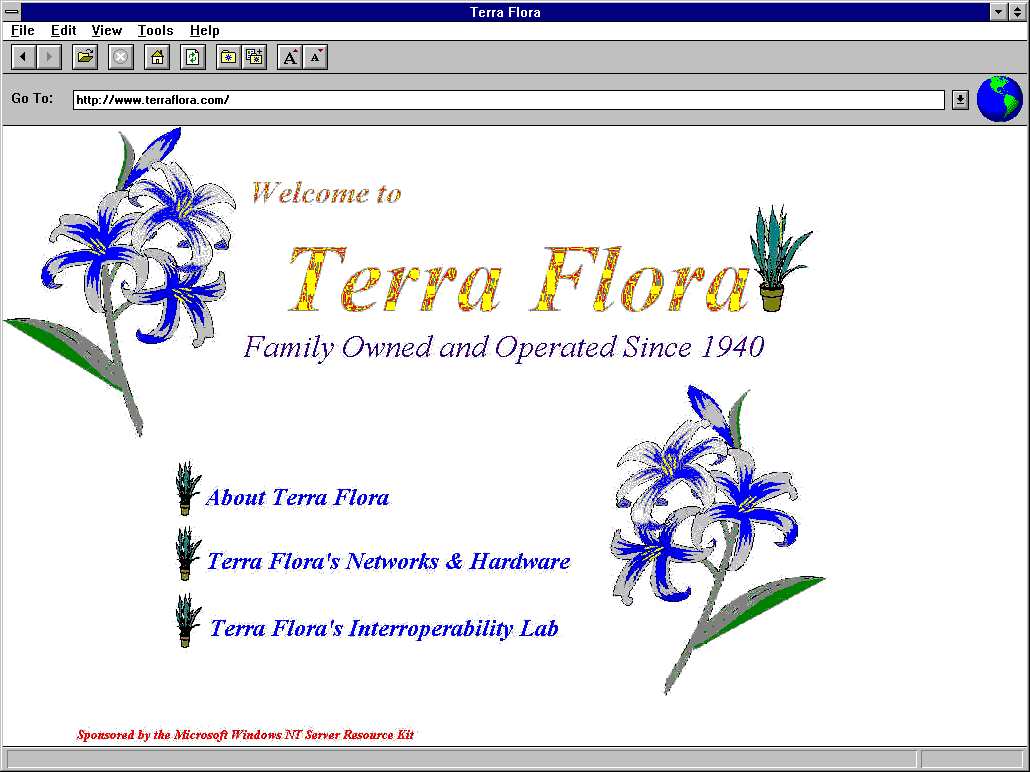 Terra Flora
File Edit View Tools Help
A A
Go To: http://www.terraflora.com/
Welcome to
Terra Flora
Family Owned and Operated Since 1940
About Terra Flora
Terra Flora's Networks & Hardware
Terra Flora's Interroperability Lab
Sponsored by the Microsoft Windows NT Server Resource Kit